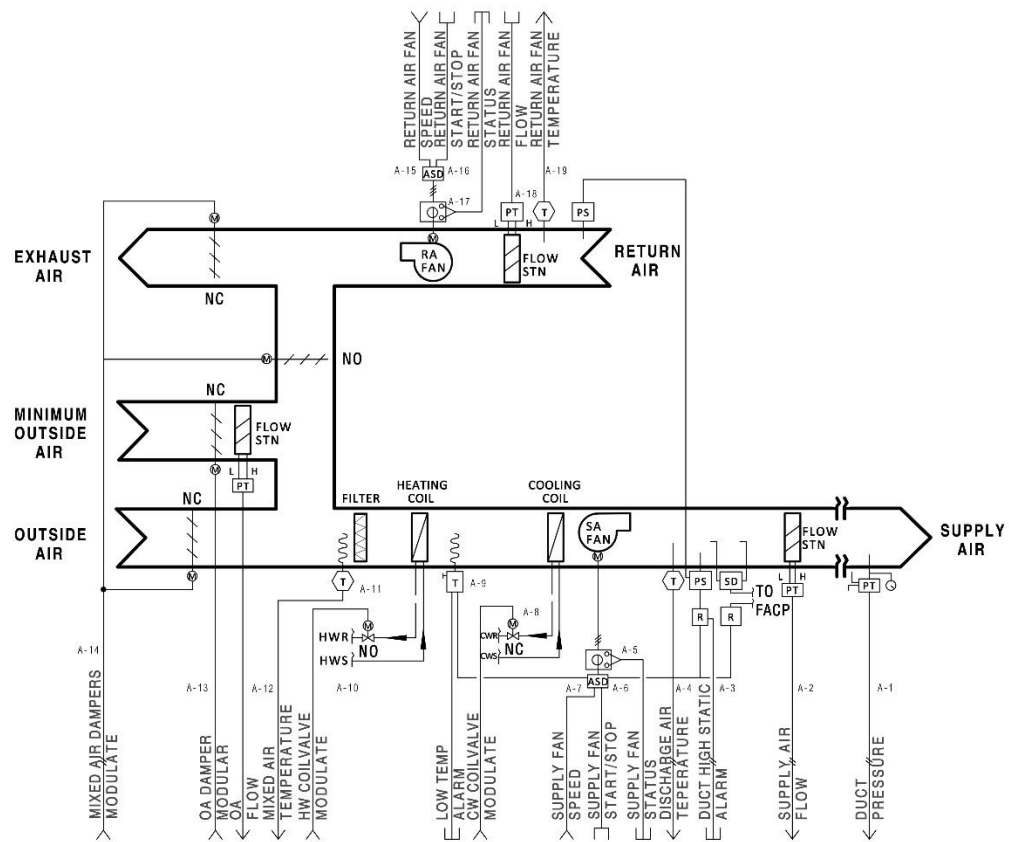 RETURN AIR FAN
SPEED
RETURN AIR FAN
START/STOP
RETURN AIR FAN
STATUS
RETURN AIR FAN
FLOW
RETURN AIR FAN
TEMPERATURE
A-15
ASD
A-16
A-19
A-17
A-18
PT
T
PS
L
H
M
M
EXHAUST
AIR
RA
FAN
FLOW
STN
RETURN
AIR
NC
M
NO
NC
MINIMUM
OUTSIDE
AIR
FLOW
STN
M
L
H
PT
NC
FILTER
HEATING
COIL
COOLING
COIL
OUTSIDE
AIR
SA
FAN
FLOW
STN
SUPPLY
AIR
M
M
T
A-11
H
T
A-9
T
PS
SD
L
H
PT
PT
TO
FACP
M
A-8
M
R
R
HWR
NO
HWS
CWR
NC
CWS
A-5
A-14
A-13
A-12
A-10
A-7
ASD
A-6
A-4
A-3
A-2
A-1
MIXED AIR DAMPERS
MODULATE
OA DAMPER
MODULAR
OA
FLOW
MIXED AIR
TEMPERATURE
HW COILVALVE
MODULATE
LOW TEMP
ALARM
CW COILVALVE
MODULATE
SUPPLY FAN
SPEED
SUPPLY FAN
START/STOP
SUPPLY FAN
STATUS
DISCHARGE AIR
TEPERATURE
DUCT HIGH STATIC
ALARM
SUPPLY AIR
FLOW
DUCT
PRESSURE